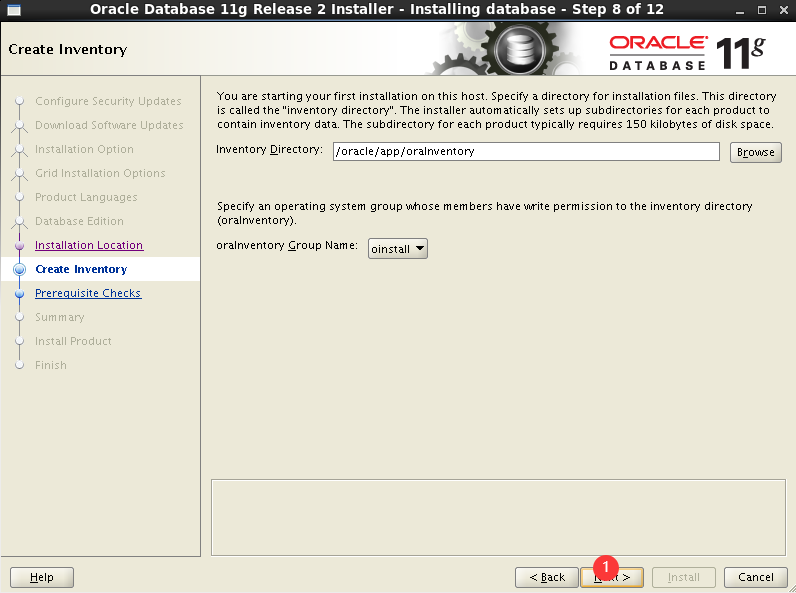 Oracle Database 11g Release 2 Installer - Installing database - Step 8 of 12
Create Inventory
ORACLE
DATABASE 11g
Configure Security Updates
Download Software Updates
Installation Option
Grid Installation Options
Product Languages
Database Edition
Installation Location
Create Inventory
Prerequisite Checks
Summary
Install Product
Finish
You are starting your first installation on this host. Specify a directory for installation files. This directory
is called the "inventory directory". The installer automatically sets up subdirectories for each product to
contain inventory data. The subdirectory for each product typically requires 150 kilobytes of disk space.
Inventory Directory: /oracle/app/oraInventory Browse
Specify an operating system group whose members have write permission to the inventory directory
(oraInventory).
oraInventory Group Name: oinstall
Help < Back 1 > Install Cancel